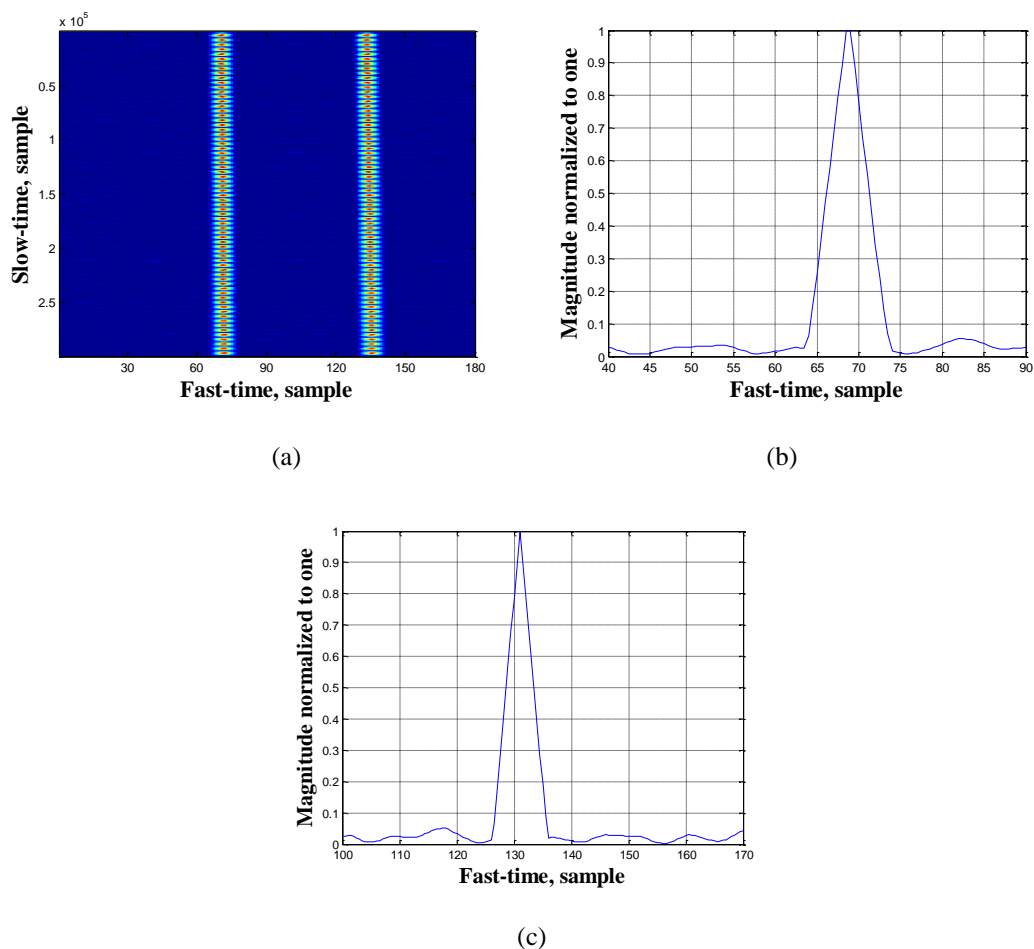 x 10^5
0.5
1
1.5
2
2.5
Slow-time, sample
30 60 90 120 150 180
Fast-time, sample
(a)
1
0.9
0.8
0.7
0.6
0.5
0.4
0.3
0.2
0.1
0
Magnitude normalized to one
40 45 50 55 60 65 70 75 80 85 90
Fast-time, sample
(b)
1
0.9
0.8
0.7
0.6
0.5
0.4
0.3
0.2
0.1
0
Magnitude normalized to one
100 110 120 130 140 150 160 170
Fast-time, sample
(c)